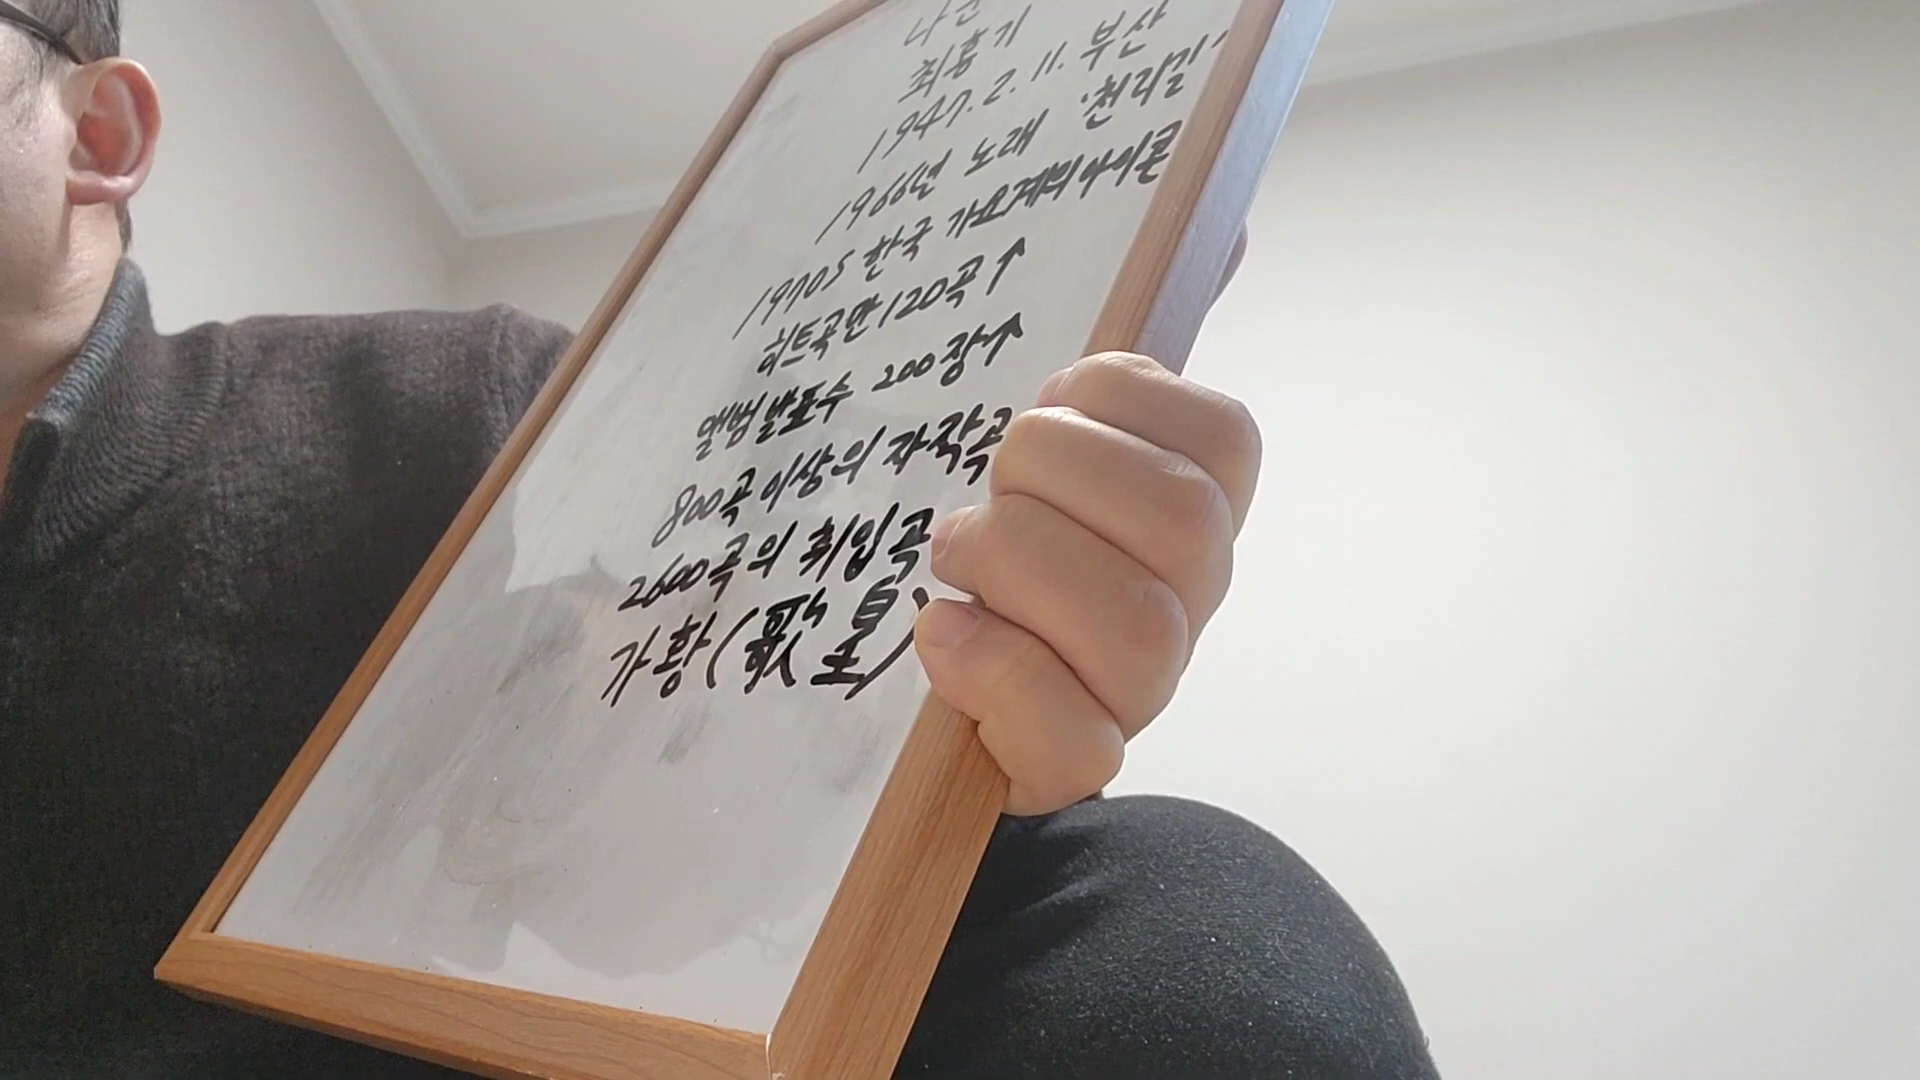 최홍기
1947. 2. 11. 부산
1966년 노래 '천리길'
1970s 한국 가요계의 아이콘
히트곡만 120곡↑
앨범발표수 200장↑
800곡 이상의 자작곡
2600곡의 취입곡
가황(歌皇)